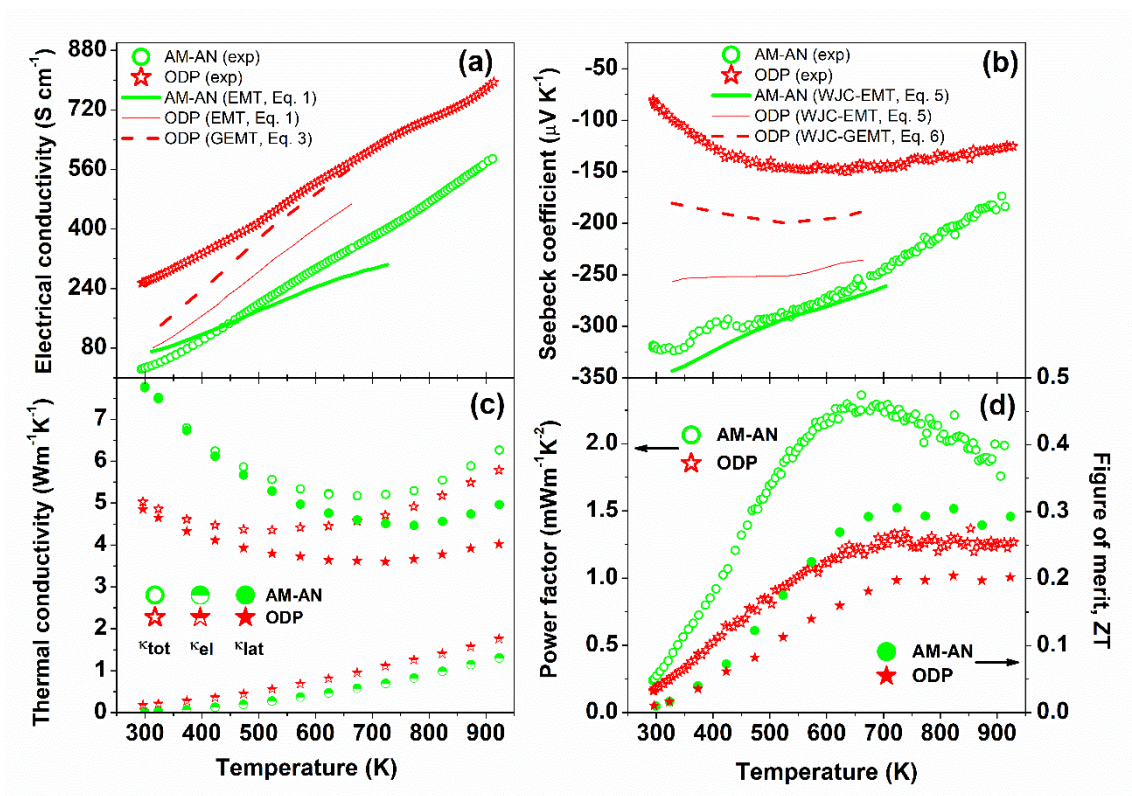 880
720
560
400
240
80
Electrical conductivity (S cm⁻¹)
AM-AN (exp)
ODP (exp)
AM-AN (EMT, Eq. 1)
ODP (EMT, Eq. 1)
ODP (GEMT, Eq. 3)
(a)
-50
-100
-150
-200
-250
-300
-350
Seebeck coefficient (μV K⁻¹)
AM-AN (exp)
ODP (exp)
AM-AN (WJC-EMT, Eq. 5)
ODP (WJC-EMT, Eq. 5)
ODP (WJC-GEMT, Eq. 6)
(b)
7
6
5
4
3
2
1
0
Thermal conductivity (Wm⁻¹K⁻¹)
(c)
AM-AN
ODP
κtot κel κlat
300 400 500 600 700 800 900
Temperature (K)
2.0
1.5
1.0
0.5
0.0
Power factor (mWm⁻¹K⁻²)
(d)
AM-AN
ODP
AM-AN
ODP
0.5
0.4
0.3
0.2
0.1
0.0
Figure of merit, ZT
300 400 500 600 700 800 900
Temperature (K)